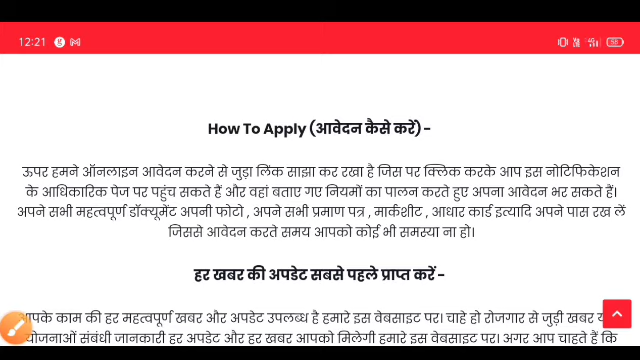 12:21
How To Apply (आवेदन कैसे करें) -
ऊपर हमने ऑनलाइन आवेदन करने से जुड़ा लिंक साझा कर रखा है जिस पर क्लिक करके आप इस नोटिफिकेशन
के आधिकारिक पेज पर पहुंच सकते हैं और वहां बताए गए नियमों का पालन करते हुए अपना आवेदन भर सकते हैं।
अपने सभी महत्वपूर्ण डॉक्यूमेंट अपनी फोटो , अपने सभी प्रमाण पत्र , मार्कशीट , आधार कार्ड इत्यादि अपने पास रख लें
जिससे आवेदन करते समय आपको कोई भी समस्या ना हो।
हर खबर की अपडेट सबसे पहले प्राप्त करें -
के काम की हर महत्वपूर्ण खबर और अपडेट उपलब्ध है हमारे इस वेबसाइट पर। चाहे हो रोजगार से जुड़ी खबर
योजनाओं संबंधी जानकारी हर अपडेट और हर खबर आपको मिलेगी हमारे इस वेबसाइट पर। अगर आप चाहते हैं कि